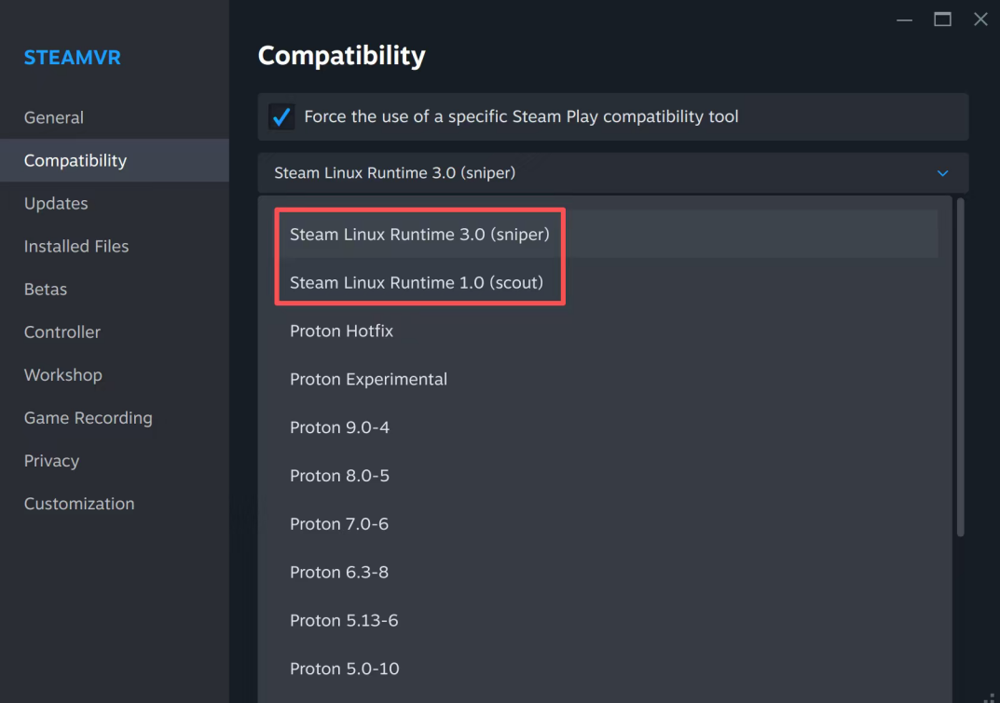 STEAMVR
General
Compatibility
Updates
Installed Files
Betas
Controller
Workshop
Game Recording
Privacy
Customization
Compatibility
Force the use of a specific Steam Play compatibility tool
Steam Linux Runtime 3.0 (sniper)
Steam Linux Runtime 3.0 (sniper)
Steam Linux Runtime 1.0 (scout)
Proton Hotfix
Proton Experimental
Proton 9.0-4
Proton 8.0-5
Proton 7.0-6
Proton 6.3-8
Proton 5.13-6
Proton 5.0-10